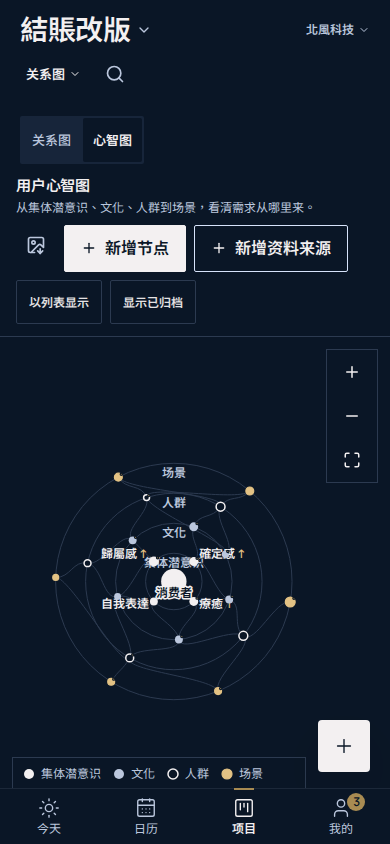 結帳改版
北風科技
关系图
关系图 心智图
用户心智图
从集体潜意识、文化、人群到场景，看清需求从哪里来。
新增节点 新增资料来源
以列表显示 显示已归档
场景
人群
文化
歸屬感↑ 確定感↑
集体潜意识
消费者
自我表達 療癒↑
集体潜意识 文化 人群 场景
今天 日历 项目 我的 3